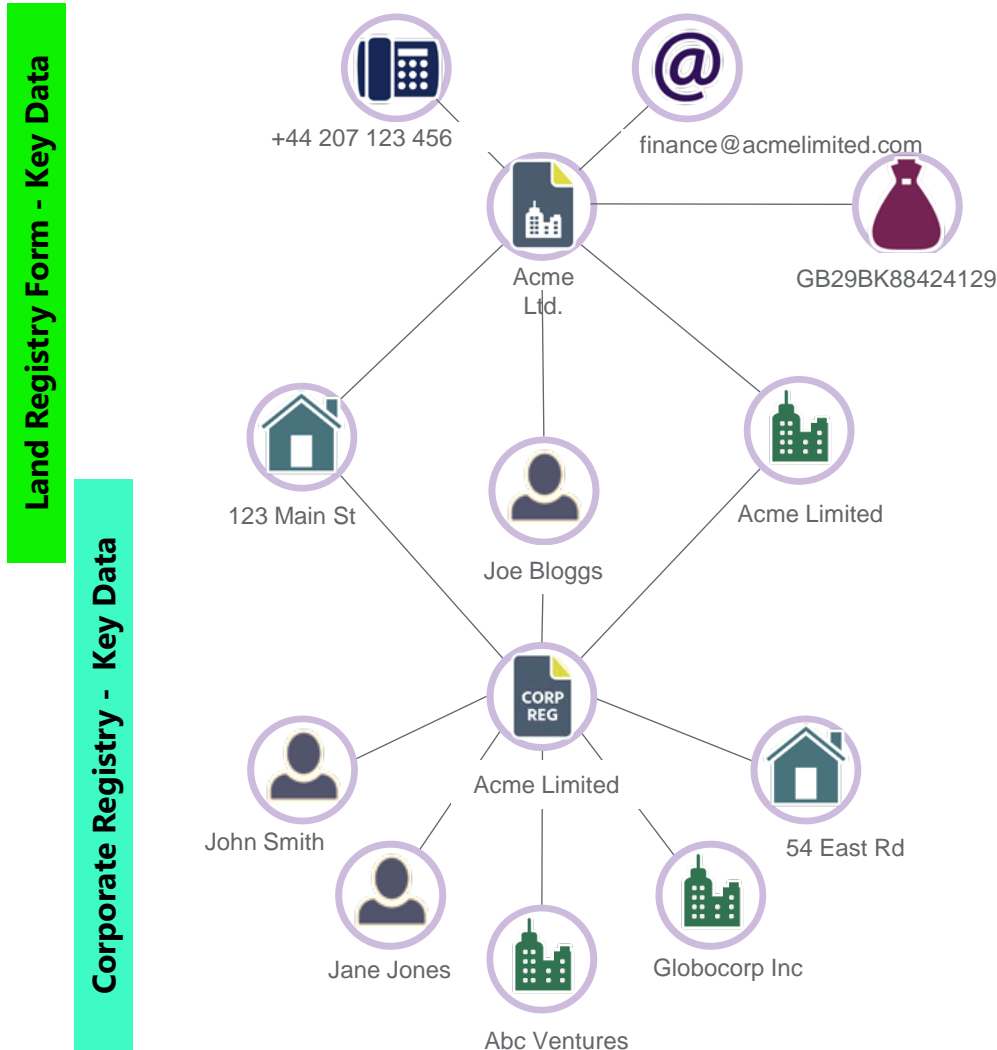 Land Registry Form - Key Data
Corporate Registry - Key Data
+44 207 123 456
@
finance@acmelimited.com
GB29BK88424129
Acme
Ltd.
123 Main St
Joe Bloggs
Acme Limited
CORP
REG
Acme Limited
John Smith
54 East Rd
Jane Jones
Globocorp Inc
Abc Ventures